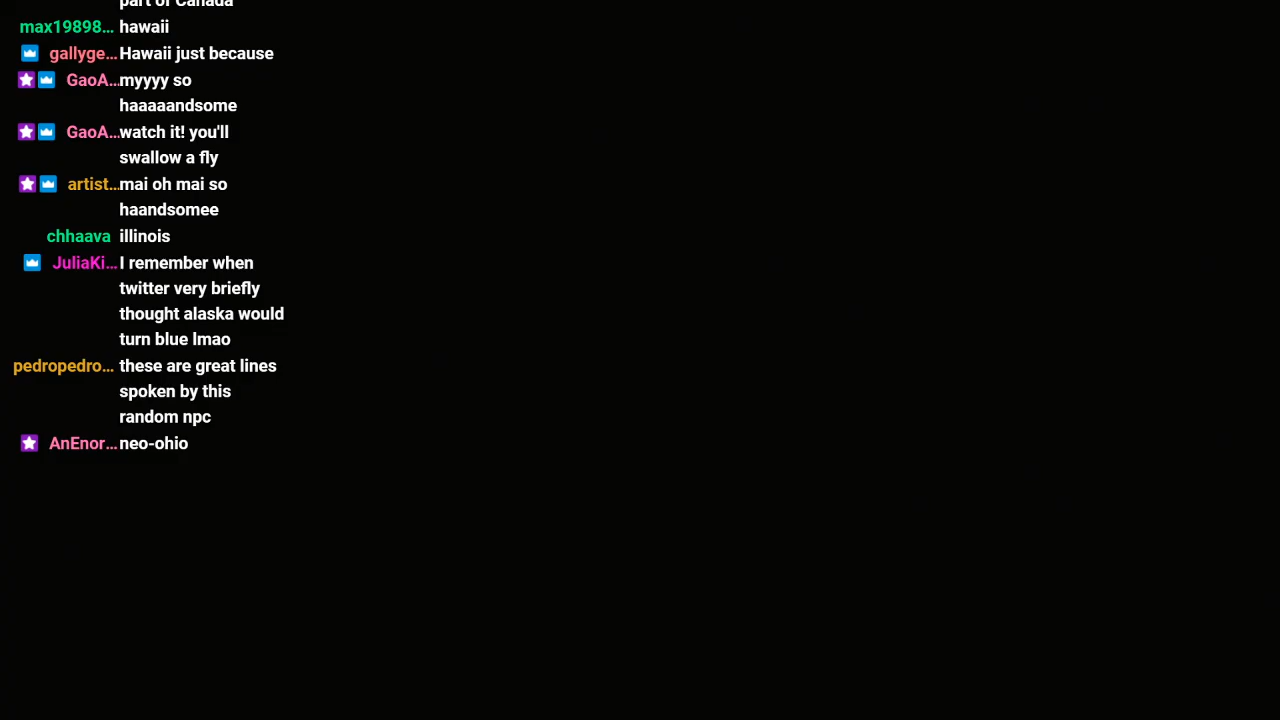 part of Canada
max19898… hawaii
gallyge… Hawaii just because
GaoA… myyyy so
haaaaandsome
GaoA… watch it! you'll
swallow a fly
artist… mai oh mai so
haandsomee
chhaava illinois
JuliaKi… I remember when
twitter very briefly
thought alaska would
turn blue lmao
pedropedro… these are great lines
spoken by this
random npc
AnEnor… neo-ohio